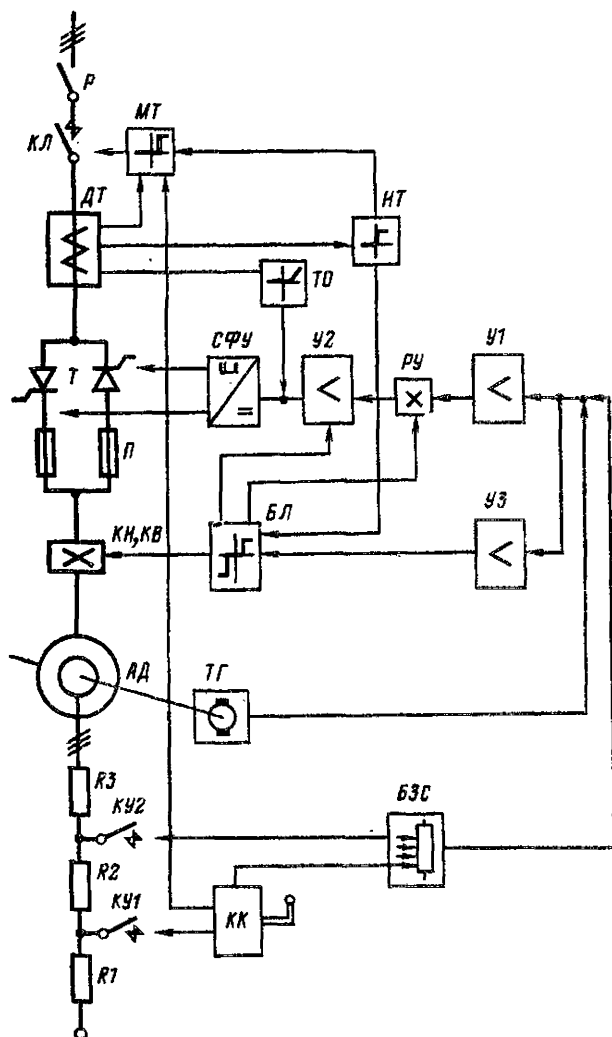 Р
МТ
КЛ
ДТ
НТ
ТО
СФУ
У2
РУ
У1
Т
П
БЛ
КН,КВ
У3
АД
ТГ
R3
КУ2
БЗС
R2
КУ1
КК
R1